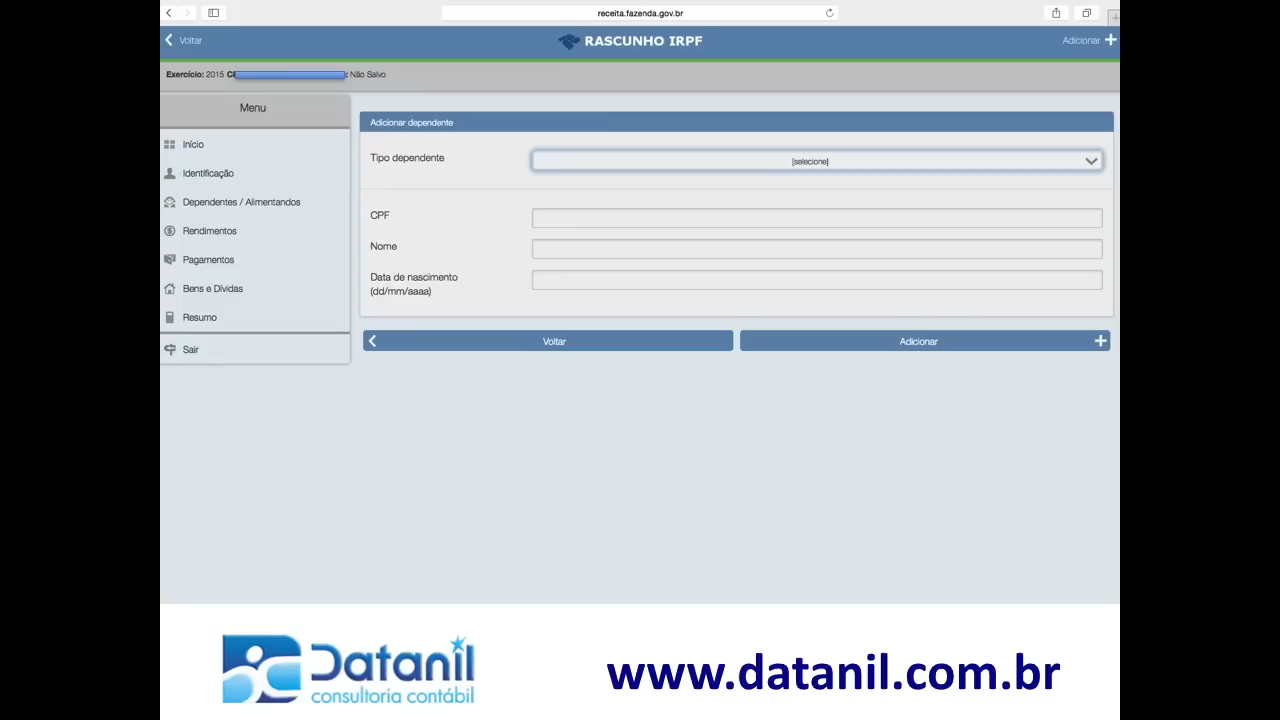 receita.fazenda.gov.br
Voltar
RASCUNHO IRPF
Adicionar
Exercício: 2015
Não Salvo
Menu
Início
Identificação
Dependentes / Alimentandos
Rendimentos
Pagamentos
Bens e Dívidas
Resumo
Sair
Adicionar dependente
Tipo dependente
[selecione]
CPF
Nome
Data de nascimento
(dd/mm/aaaa)
Voltar
Adicionar
Datanil
consultoria contábil
www.datanil.com.br